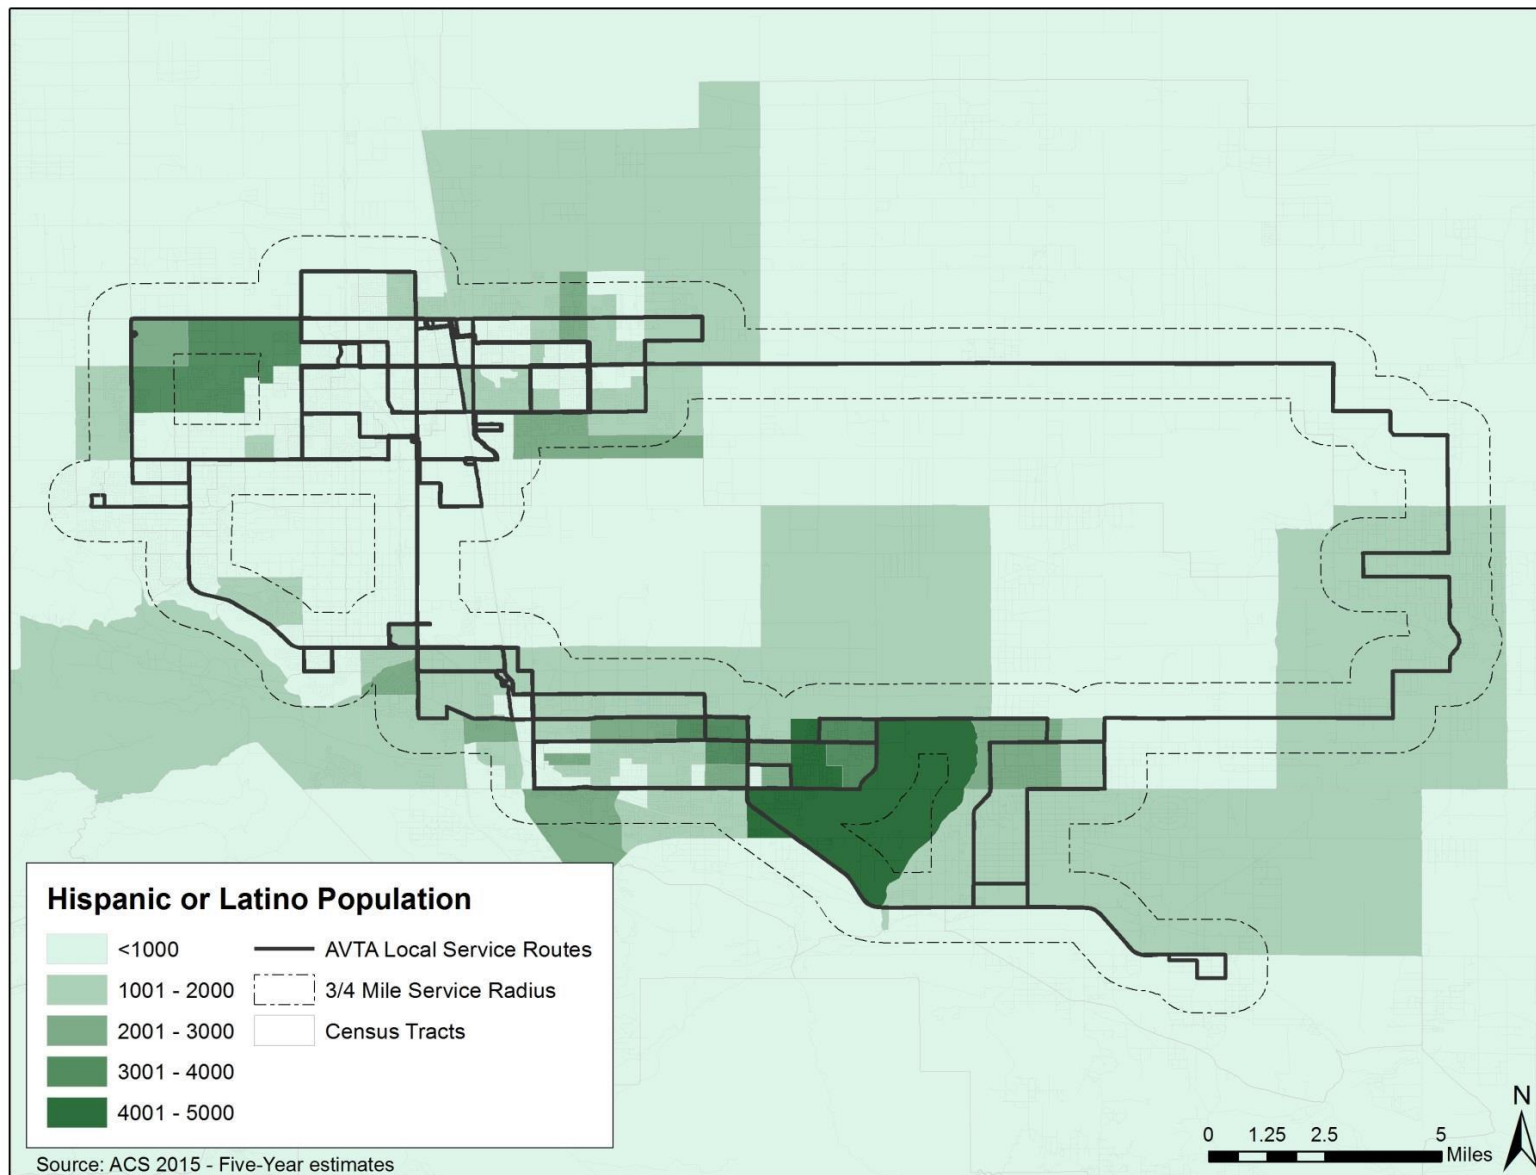 Hispanic or Latino Population
<1000
1001 - 2000
2001 - 3000
3001 - 4000
4001 - 5000
AVTA Local Service Routes
3/4 Mile Service Radius
Census Tracts
Source: ACS 2015 - Five-Year estimates
0 1.25 2.5 5
Miles
N